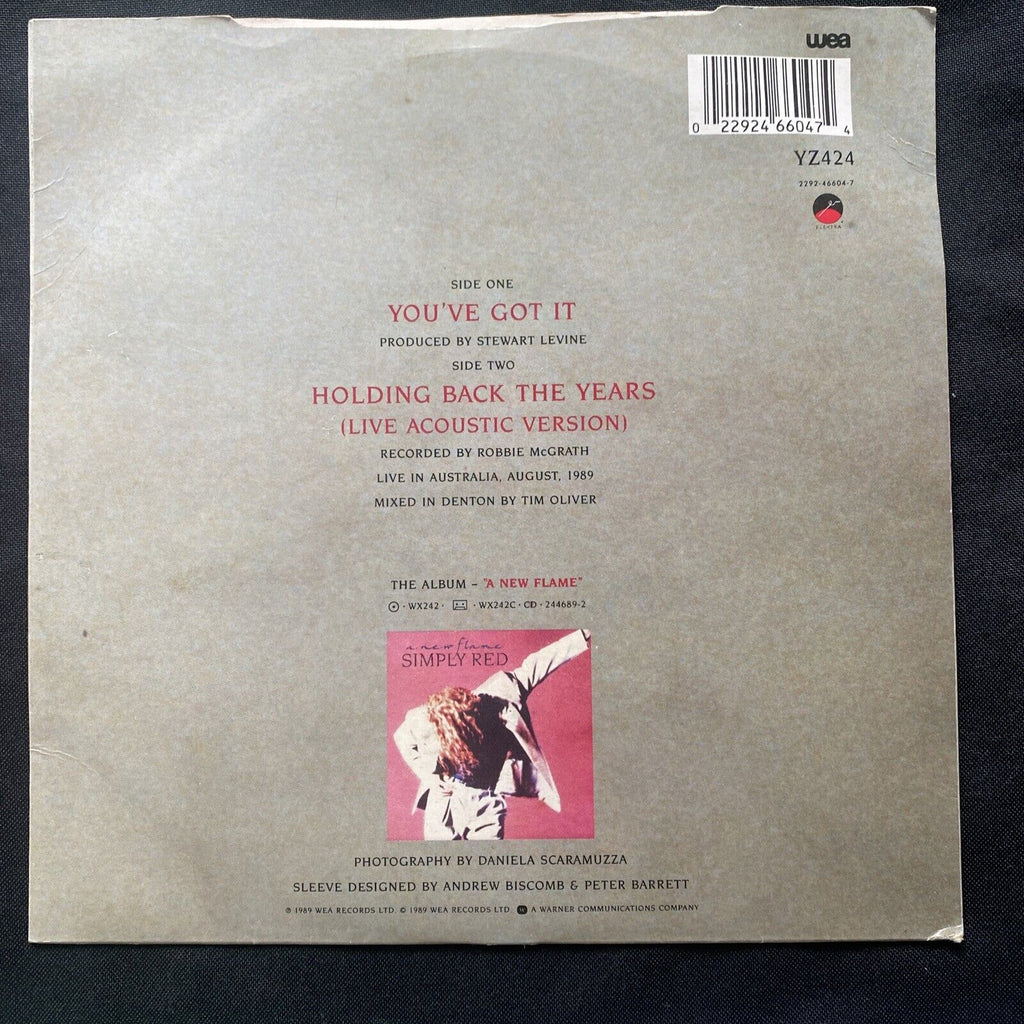 wea
0 22924 66047 4
YZ424
2292-46604-7
ELEKTRA
SIDE ONE
YOU'VE GOT IT
PRODUCED BY STEWART LEVINE
SIDE TWO
HOLDING BACK THE YEARS
(LIVE ACOUSTIC VERSION)
RECORDED BY ROBBIE McGRATH
LIVE IN AUSTRALIA, AUGUST, 1989
MIXED IN DENTON BY TIM OLIVER
THE ALBUM – "A NEW FLAME"
· WX242 · · WX242C · CD · 244689-2
a new flame
SIMPLY RED
PHOTOGRAPHY BY DANIELA SCARAMUZZA
SLEEVE DESIGNED BY ANDREW BISCOMB & PETER BARRETT
℗ 1989 WEA RECORDS LTD. © 1989 WEA RECORDS LTD. A WARNER COMMUNICATIONS COMPANY